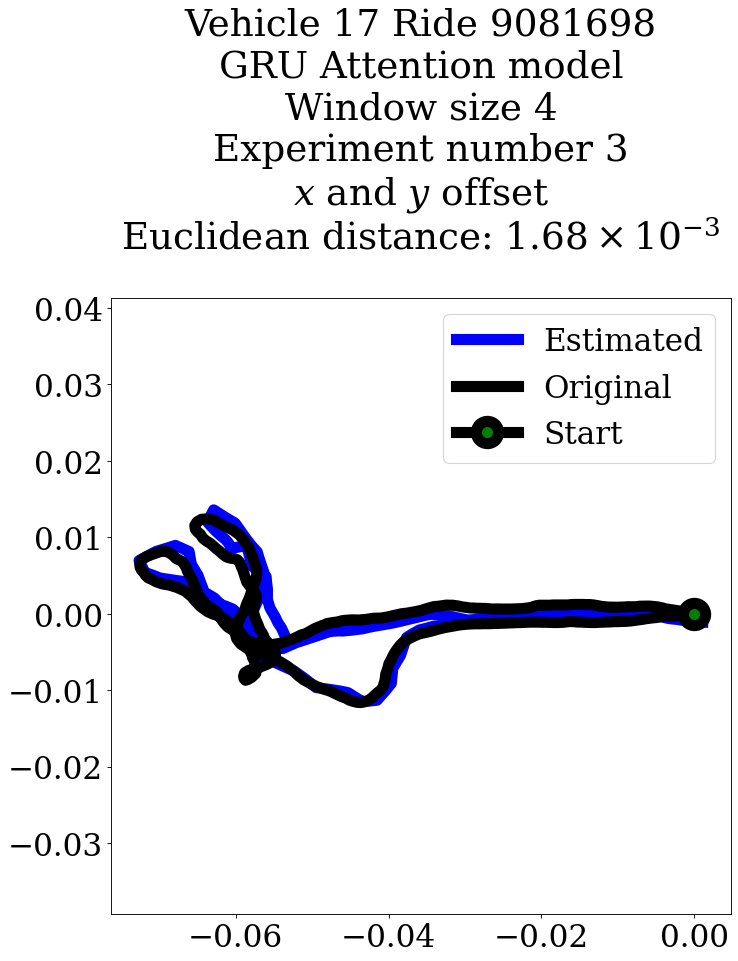 Vehicle 17 Ride 9081698
GRU Attention model
Window size 4
Experiment number 3
x and y offset
Euclidean distance: 1.68 × 10⁻³
Estimated
Original
Start
0.04
0.03
0.02
0.01
0.00
−0.01
−0.02
−0.03
−0.06
−0.04
−0.02
0.00